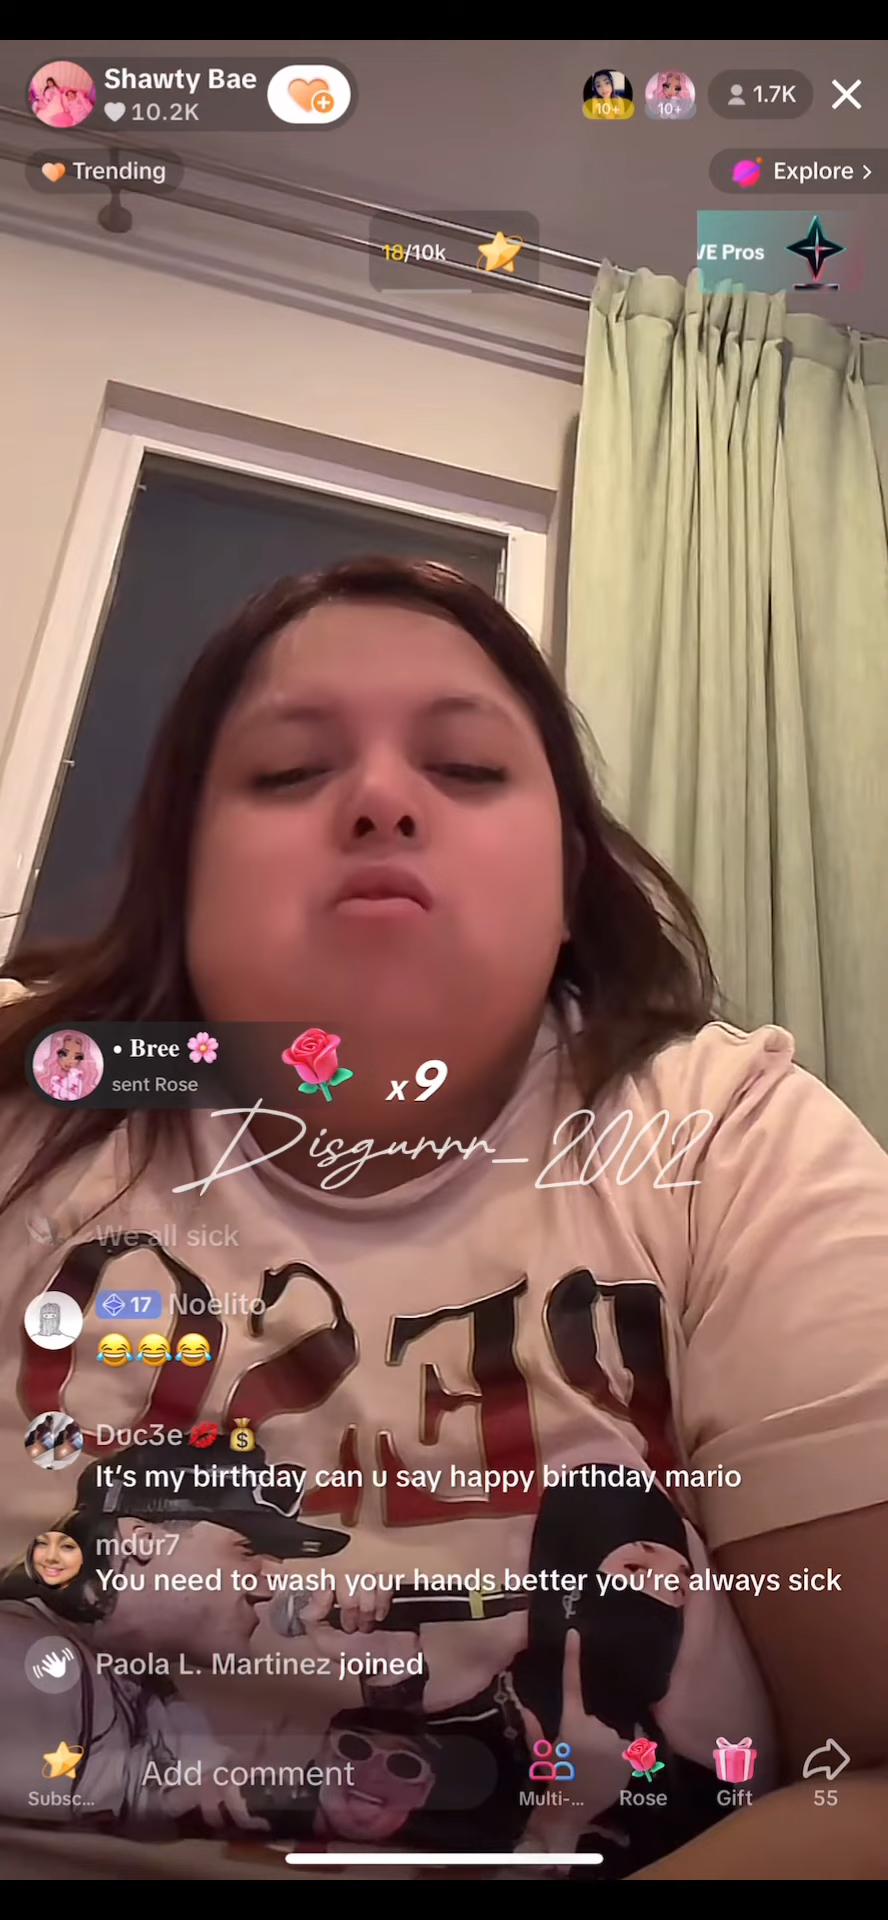 Shawty Bae
10.2K
10+
10+
1.7K
Trending
Explore >
18/10k
VE Pros
• Bree 🌸
sent Rose
x9
Disgurrr_2002
We all sick
17 Noelito
😂😂😂
Duc3e💋💰
It's my birthday can u say happy birthday mario
mdur7
You need to wash your hands better you're always sick
Paola L. Martinez joined
Subsc...
Add comment
Multi-...
Rose
Gift
55